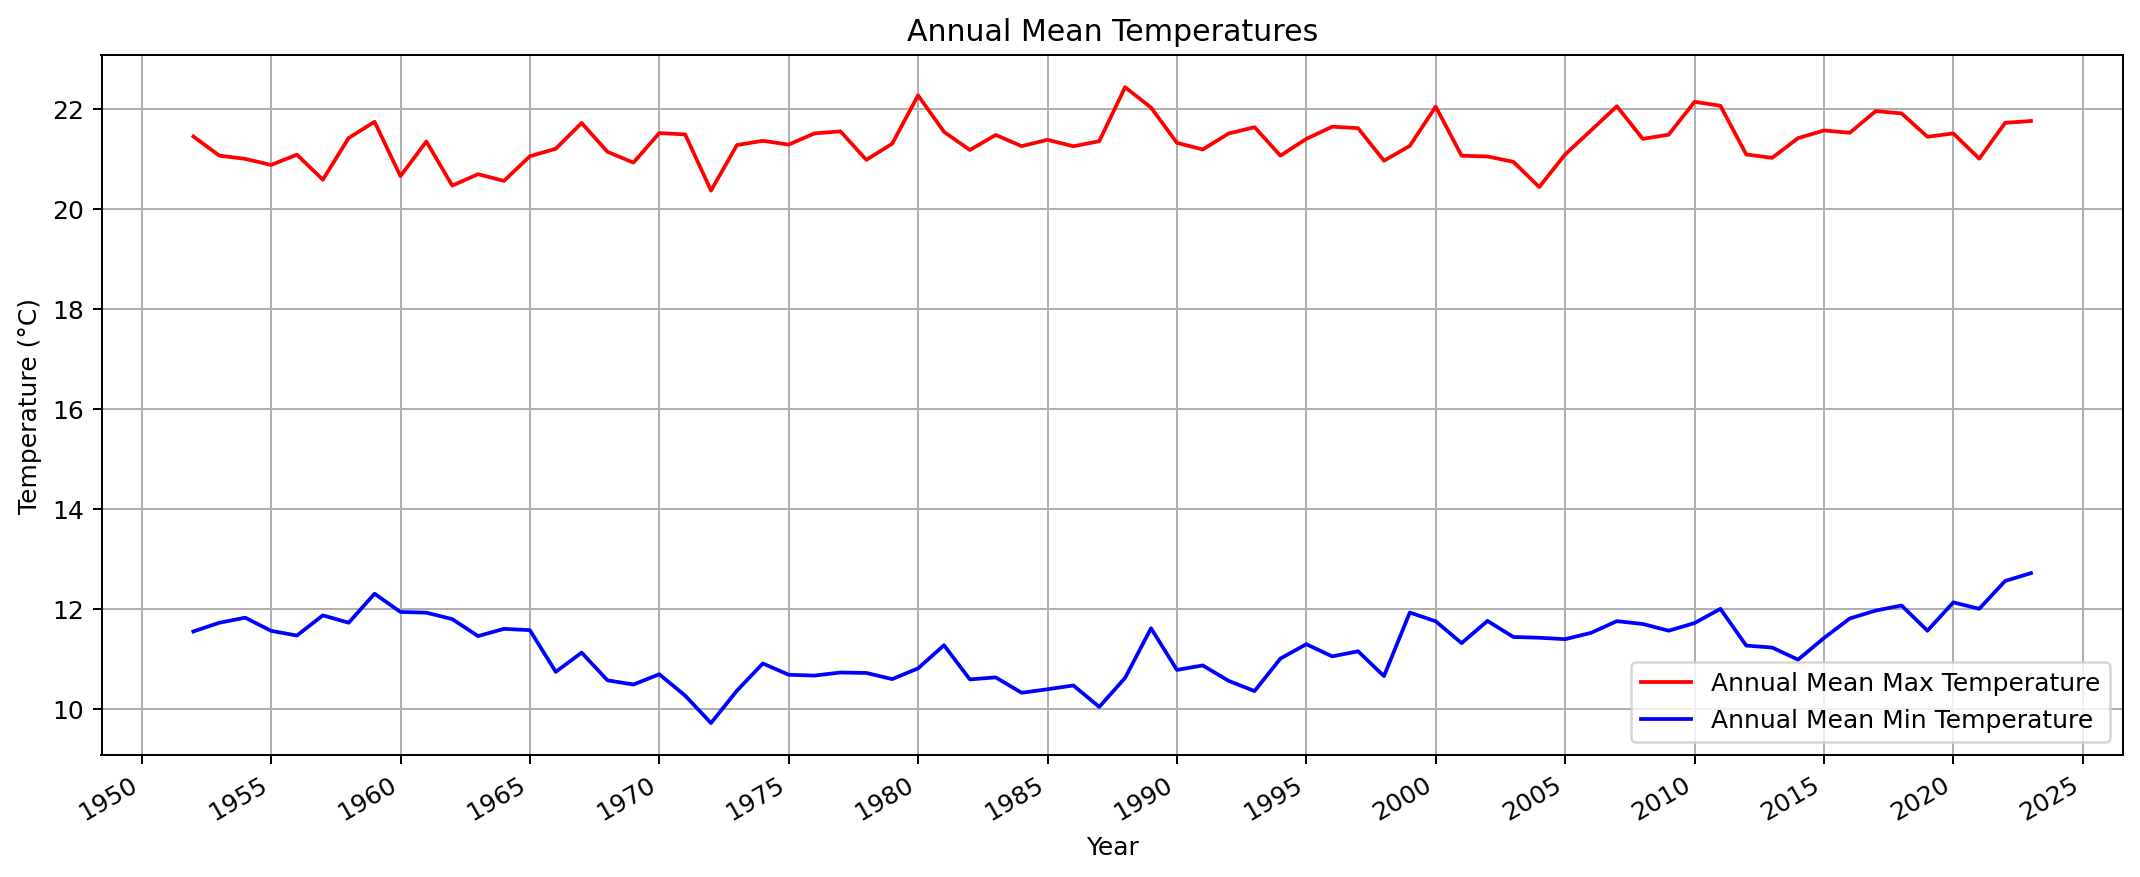 Annual Mean Temperatures
Temperature (°C)
22
20
18
16
14
12
10
Annual Mean Max Temperature
Annual Mean Min Temperature
1950 1955 1960 1965 1970 1975 1980 1985 1990 1995 2000 2005 2010 2015 2020 2025
Year